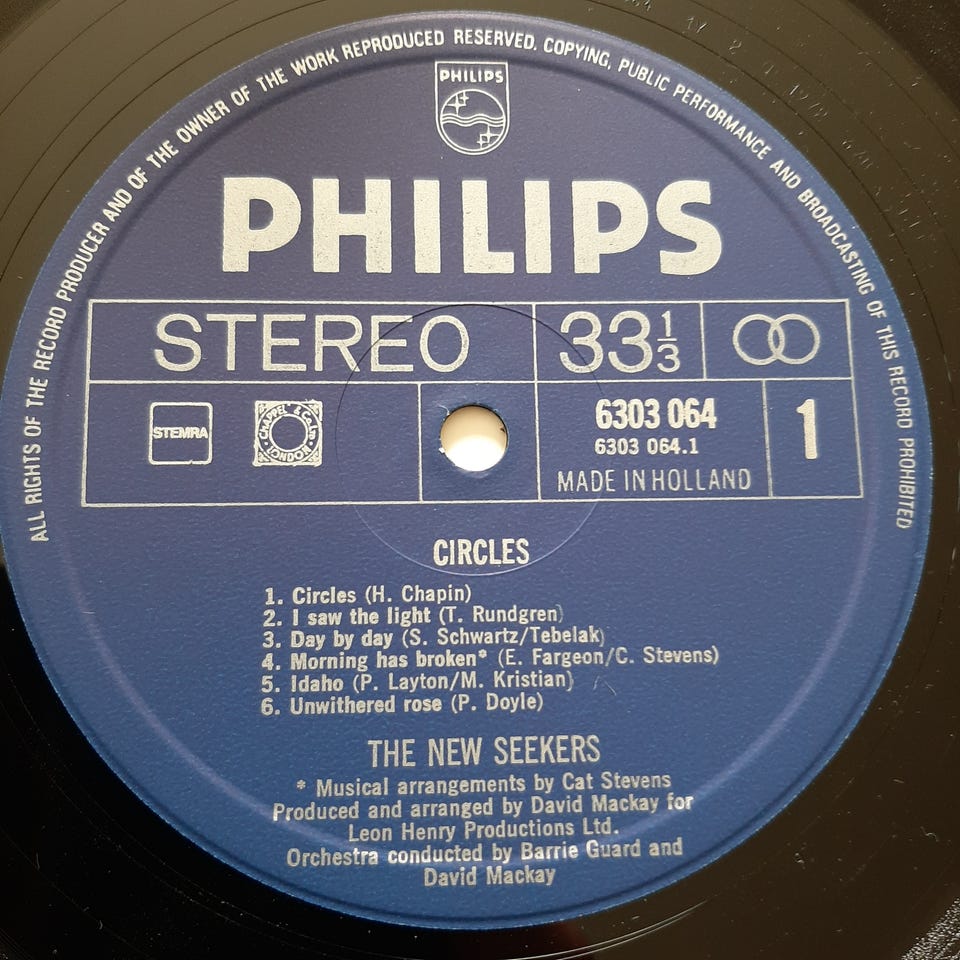 ALL RIGHTS OF THE RECORD PRODUCER AND OF THE OWNER OF THE WORK REPRODUCED RESERVED. COPYING, PUBLIC PERFORMANCE AND BROADCASTING OF THIS RECORD PROHIBITED
PHILIPS
PHILIPS
STEREO 33 1/3
STEMRA CHAPPEL & Co. Ltd. LONDON 6303 064 1
6303 064.1
MADE IN HOLLAND
CIRCLES
1. Circles (H. Chapin)
2. I saw the light (T. Rundgren)
3. Day by day (S. Schwartz/Tebelak)
4. Morning has broken* (E. Fargeon/C. Stevens)
5. Idaho (P. Layton/M. Kristian)
6. Unwithered rose (P. Doyle)
THE NEW SEEKERS
* Musical arrangements by Cat Stevens
Produced and arranged by David Mackay for
Leon Henry Productions Ltd.
Orchestra conducted by Barrie Guard and
David Mackay